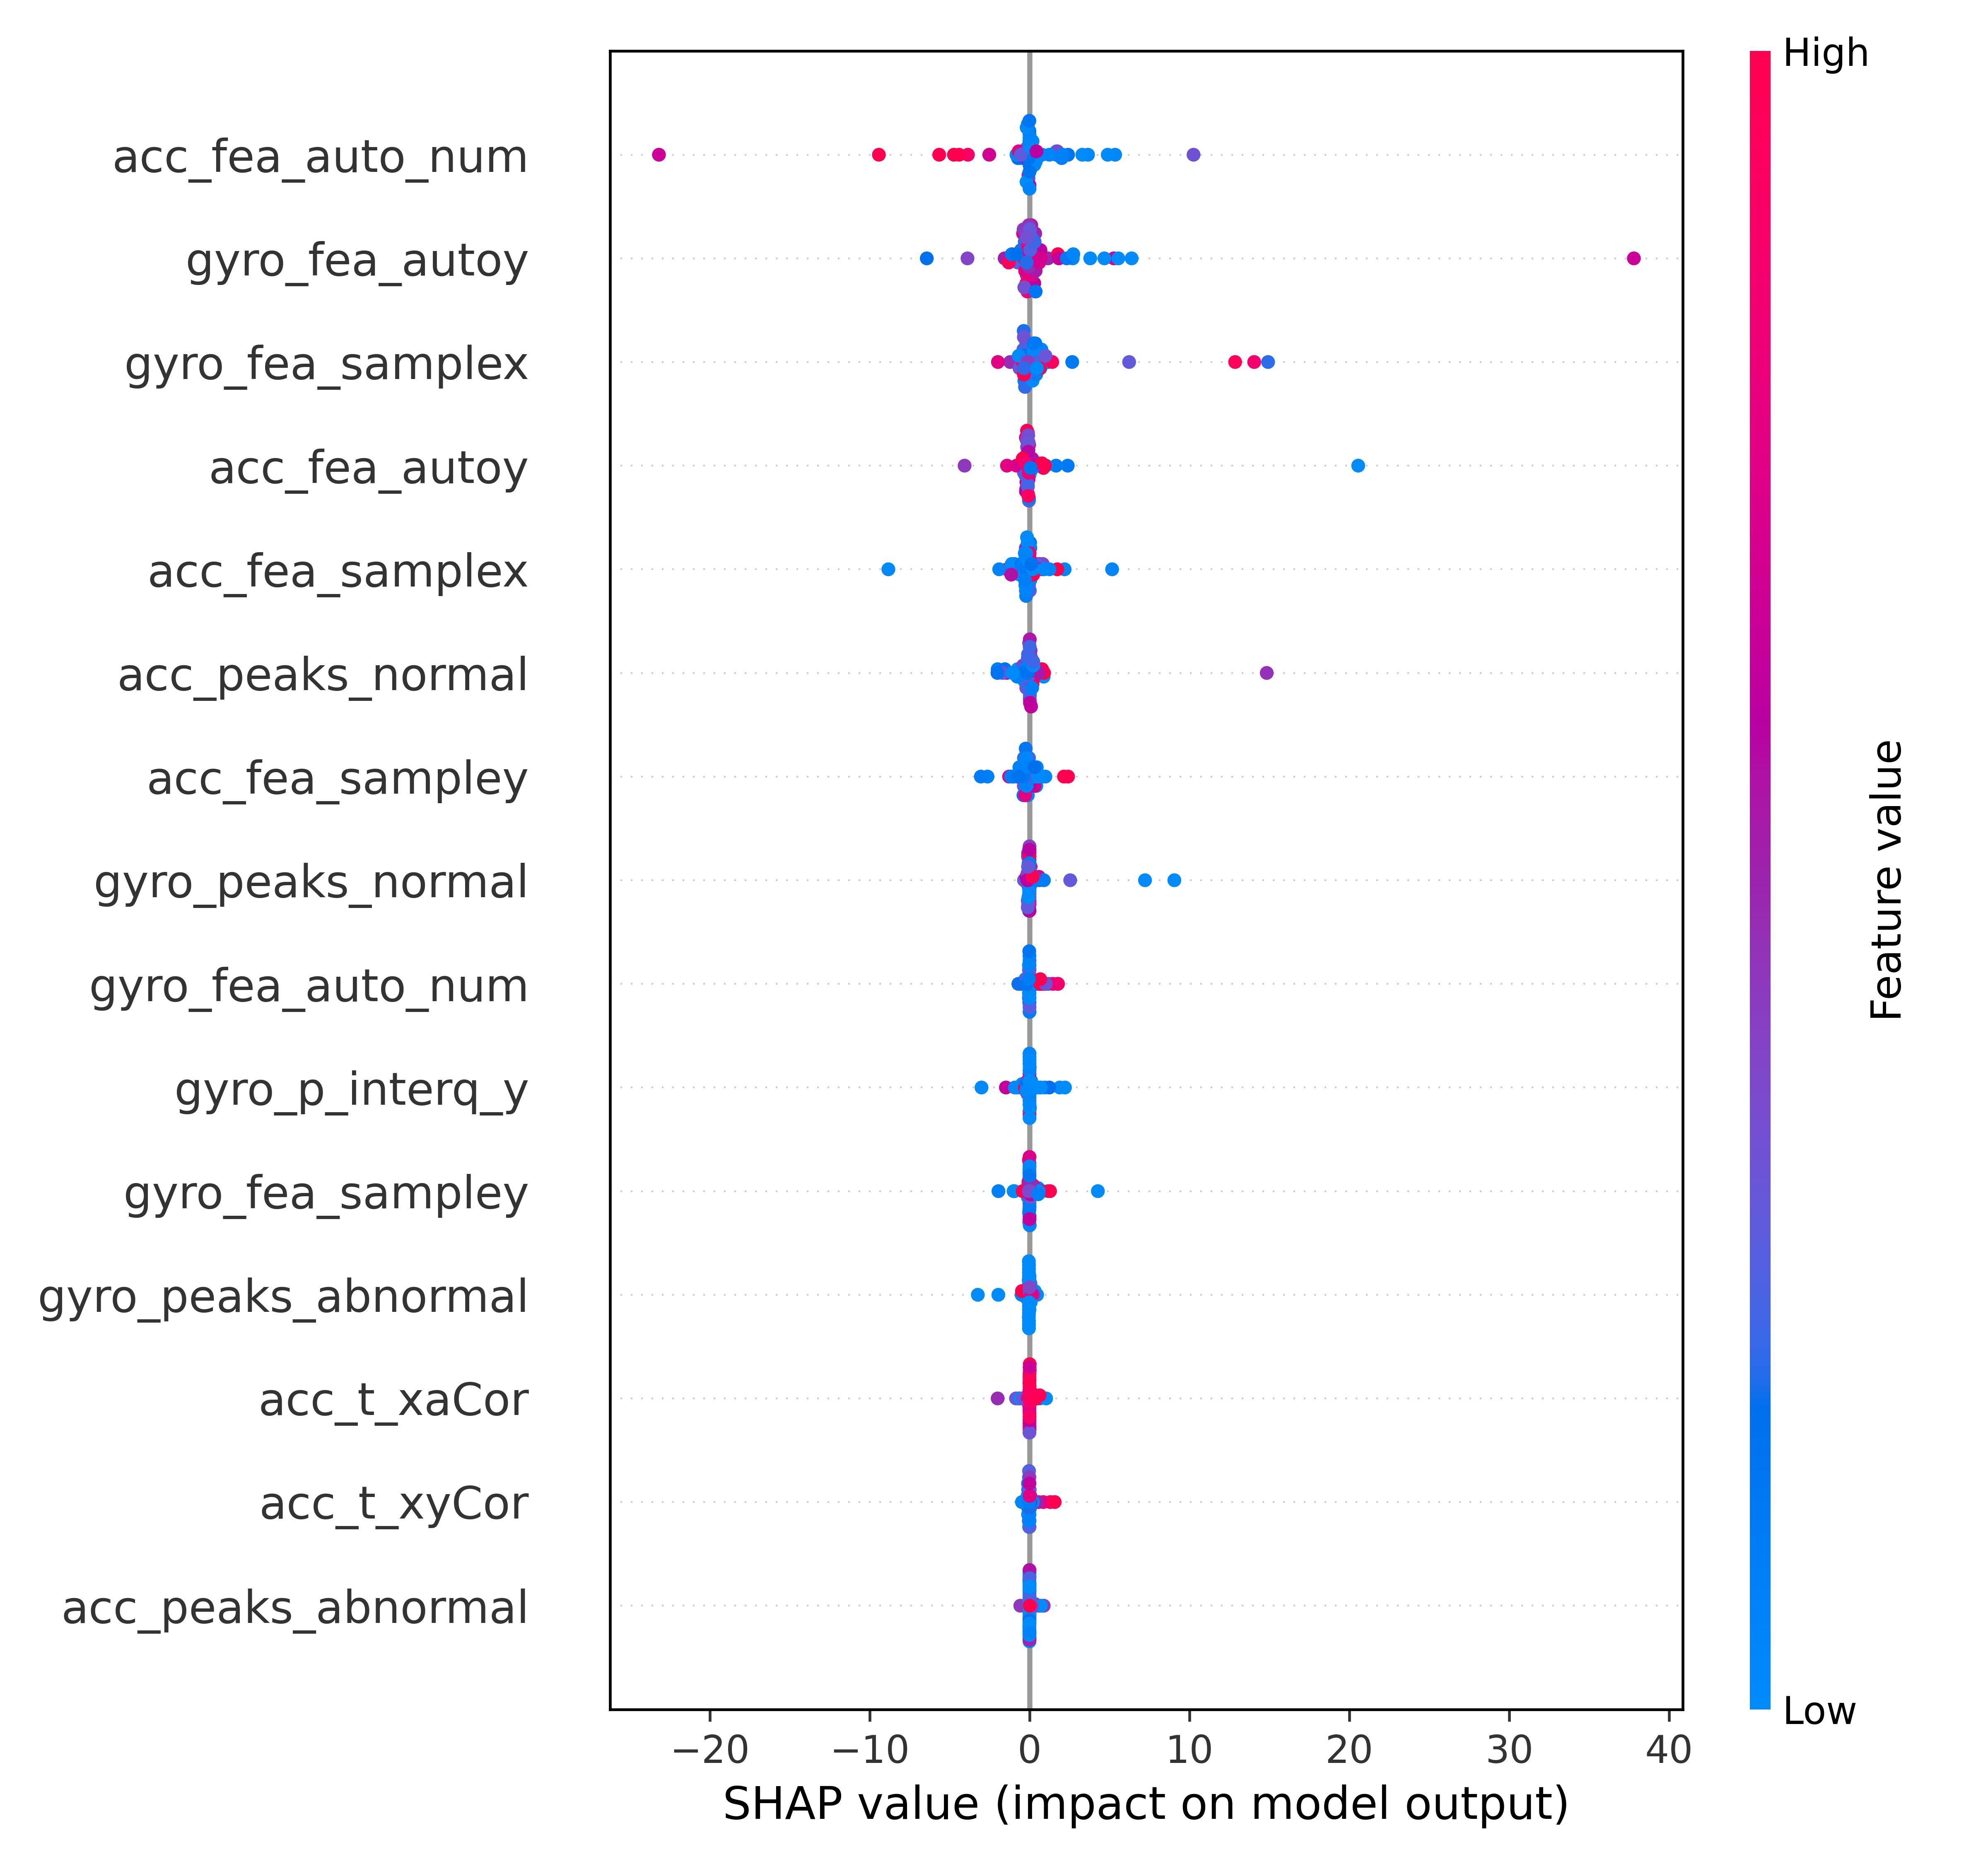 High
acc_fea_auto_num
gyro_fea_autoy
gyro_fea_samplex
acc_fea_autoy
acc_fea_samplex
acc_peaks_normal
acc_fea_sampley
gyro_peaks_normal
gyro_fea_auto_num
gyro_p_interq_y
gyro_fea_sampley
gyro_peaks_abnormal
acc_t_xaCor
acc_t_xyCor
acc_peaks_abnormal
Feature value
Low
−20 −10 0 10 20 30 40
SHAP value (impact on model output)